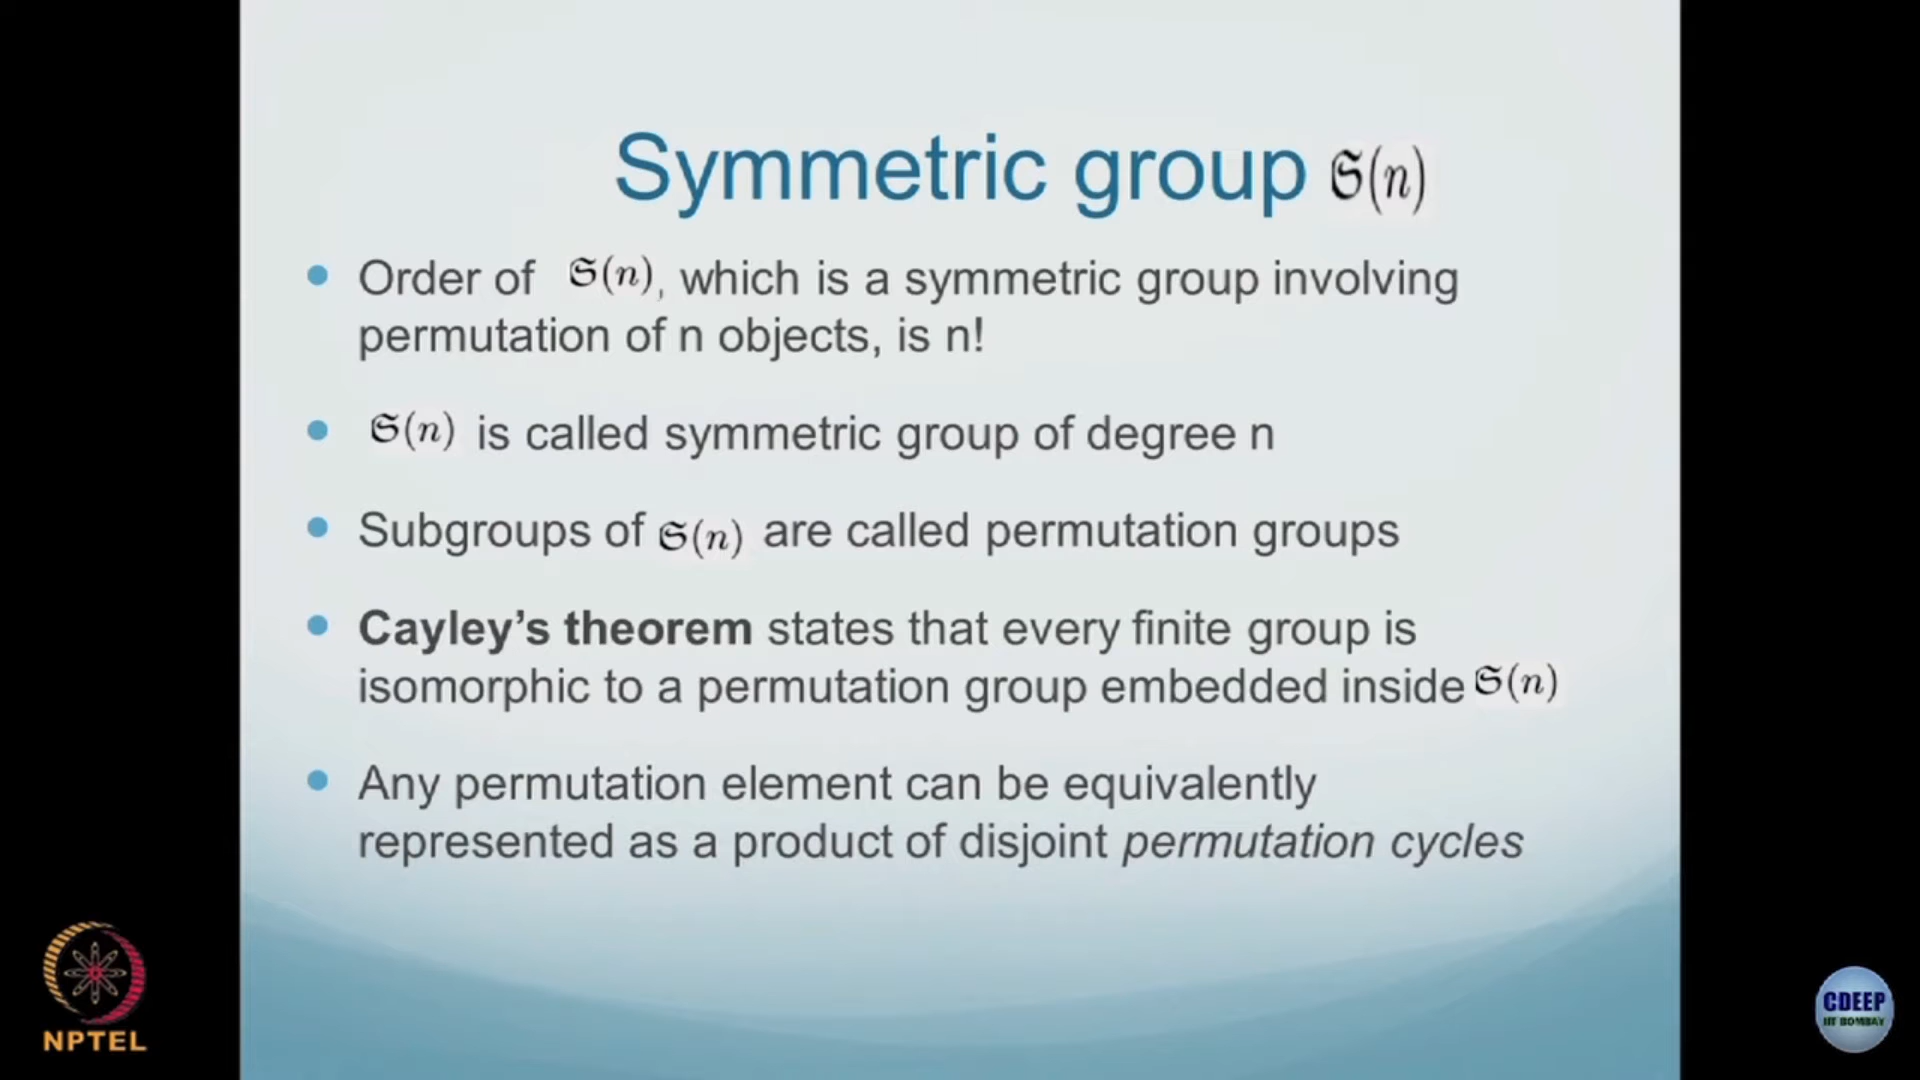 Symmetric group 𝔖(n)
Order of 𝔖(n), which is a symmetric group involving
permutation of n objects, is n!
𝔖(n) is called symmetric group of degree n
Subgroups of 𝔖(n) are called permutation groups
Cayley’s theorem states that every finite group is
isomorphic to a permutation group embedded inside 𝔖(n)
Any permutation element can be equivalently
represented as a product of disjoint permutation cycles
NPTEL
CDEEP
IIT BOMBAY